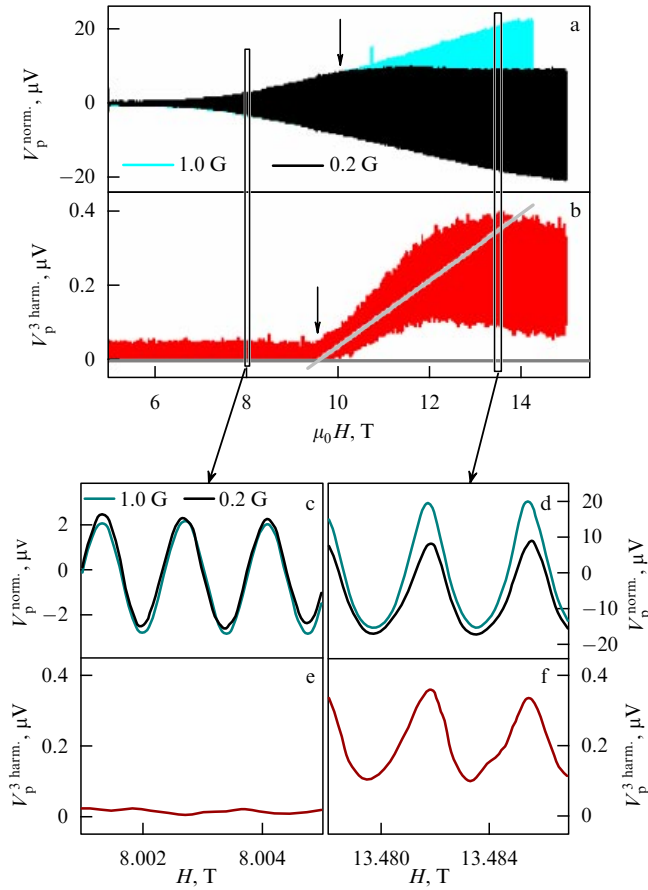 20
a
0
−20
V_p^norm., μV
1.0 G 0.2 G
0.4
b
0.2
0
V_p^3 harm., μV
6 8 10 12 14
μ₀H, T
1.0 G 0.2 G
c
2
0
−2
V_p^norm., μv
d
20
10
0
−10
−20
V_p^norm., μv
0.4
e
0.2
0
V_p^3 harm., μV
f
0.4
0.2
0
V_p^3 harm., μV
8.002 8.004
H, T
13.480 13.484
H, T